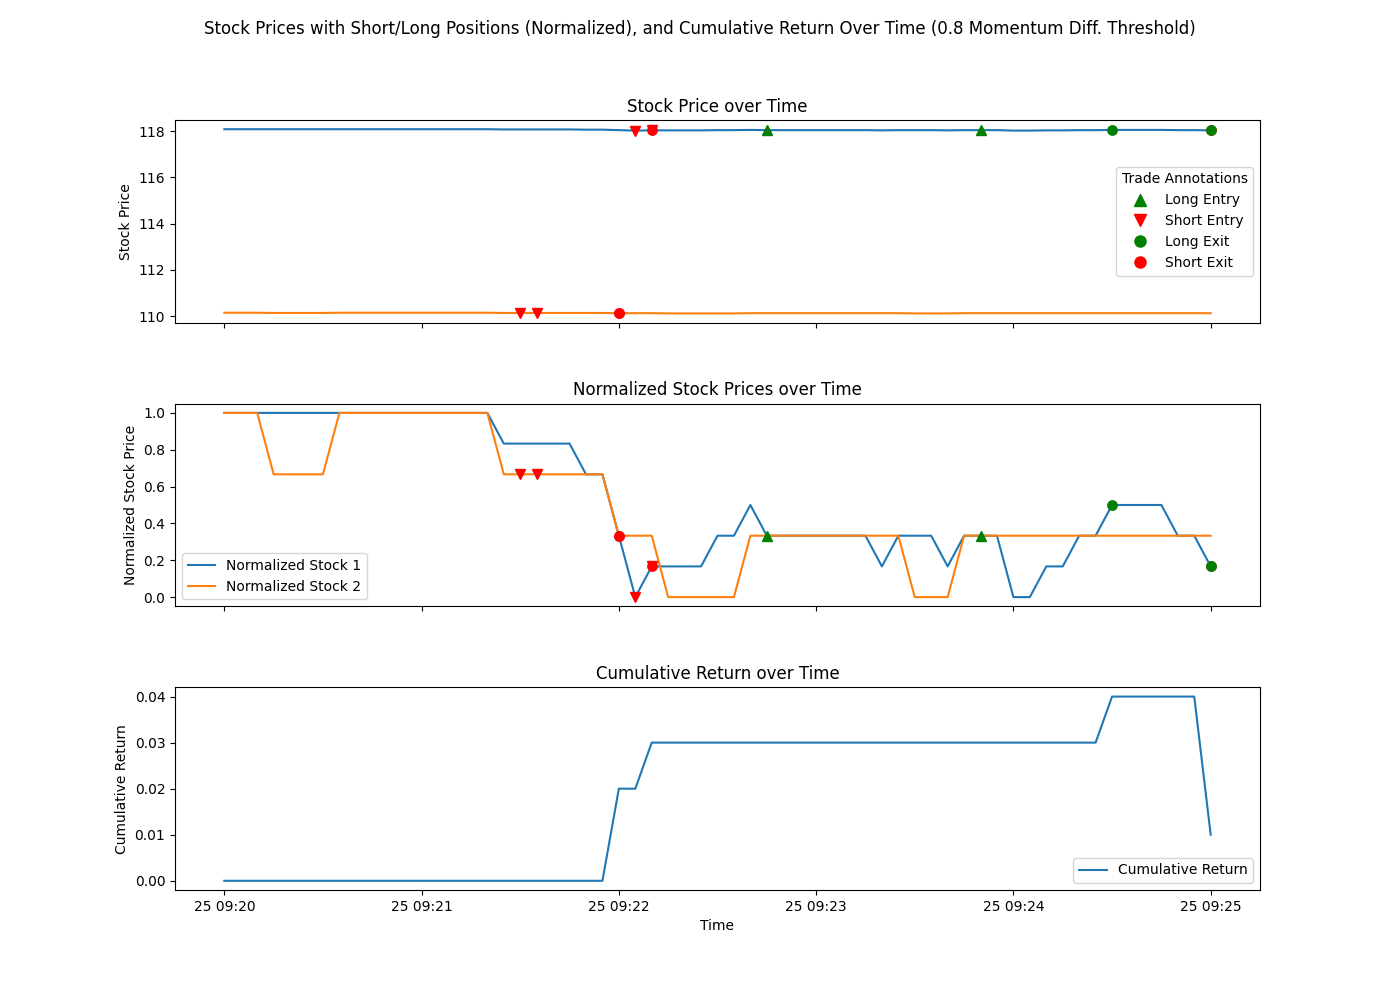 Stock Prices with Short/Long Positions (Normalized), and Cumulative Return Over Time (0.8 Momentum Diff. Threshold)
Stock Price over Time
118
116
114
112
110
Stock Price
Trade Annotations
Long Entry
Short Entry
Long Exit
Short Exit
Normalized Stock Prices over Time
1.0
0.8
0.6
0.4
0.2
0.0
Normalized Stock Price
Normalized Stock 1
Normalized Stock 2
Cumulative Return over Time
0.04
0.03
0.02
0.01
0.00
Cumulative Return
Cumulative Return
25 09:20
25 09:21
25 09:22
25 09:23
25 09:24
25 09:25
Time